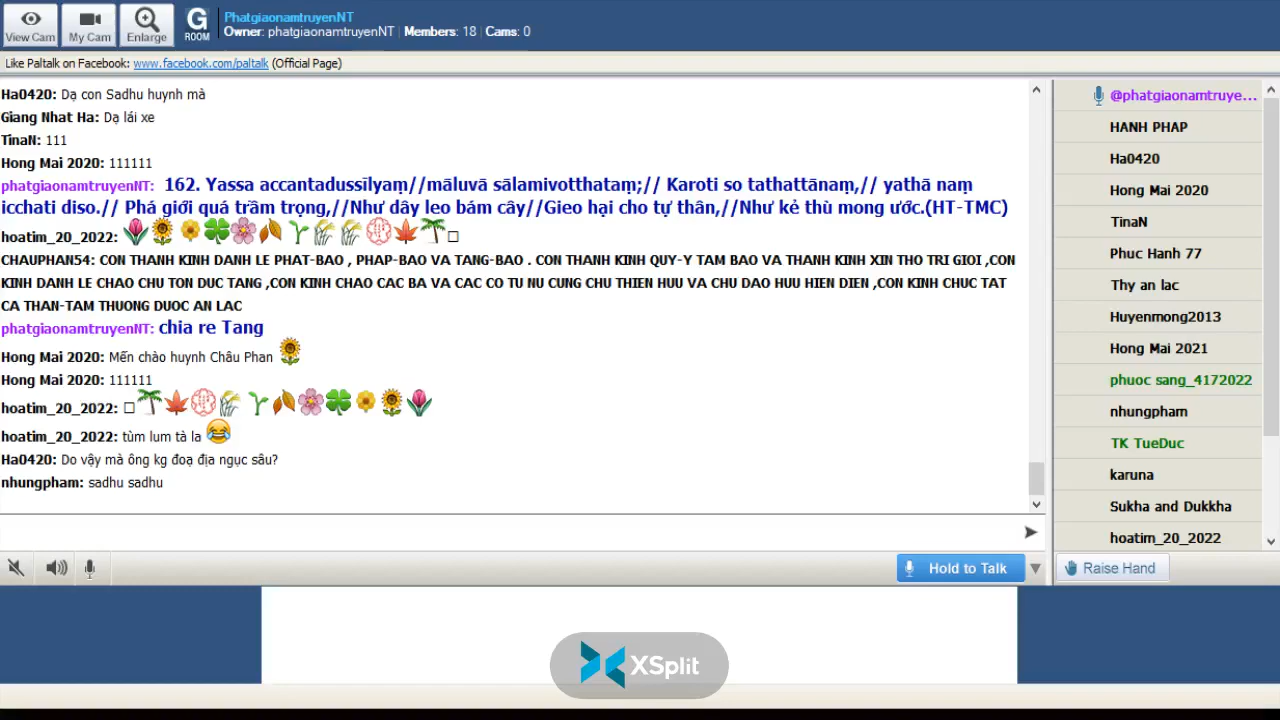 View Cam
My Cam
Enlarge
G
ROOM
PhatgiaonamtruyenNT
Owner: phatgiaonamtruyenNT | Members: 18 | Cams: 0
Like Paltalk on Facebook: www.facebook.com/paltalk (Official Page)
Ha0420: Dạ con Sadhu huynh mà
Giang Nhat Ha: Dạ lái xe
TinaN: 111
Hong Mai 2020: 111111
phatgiaonamtruyenNT: 162. Yassa accantadussīlyaṃ//māluvā sālamivotthataṃ;// Karoti so tathattānaṃ,// yathā naṃ
icchati diso.// Phá giới quá trầm trọng,//Như dây leo bám cây//Gieo hại cho tự thân,//Như kẻ thù mong ước.(HT-TMC)
hoatim_20_2022:
CHAUPHAN54: CON THANH KINH DANH LE PHAT-BAO , PHAP-BAO VA TANG-BAO . CON THANH KINH QUY-Y TAM BAO VA THANH KINH XIN THO TRI GIOI ,CON
KINH DANH LE CHAO CHU TON DUC TANG ,CON KINH CHAO CAC BA VA CAC CO TU NU CUNG CHU THIEN HUU VA CHU DAO HUU HIEN DIEN ,CON KINH CHUC TAT
CA THAN-TAM THUONG DUOC AN LAC
phatgiaonamtruyenNT: chia re Tang
Hong Mai 2020: Mến chào huynh Châu Phan
Hong Mai 2020: 111111
hoatim_20_2022:
hoatim_20_2022: tùm lum tà la
Ha0420: Do vậy mà ông kg đoạ địa ngục sâu?
nhungpham: sadhu sadhu
@phatgiaonamtruye...
HANH PHAP
Ha0420
Hong Mai 2020
TinaN
Phuc Hanh 77
Thy an lac
Huyenmong2013
Hong Mai 2021
phuoc sang_4172022
nhungpham
TK TueDuc
karuna
Sukha and Dukkha
hoatim_20_2022
Hold to Talk
Raise Hand
XSplit